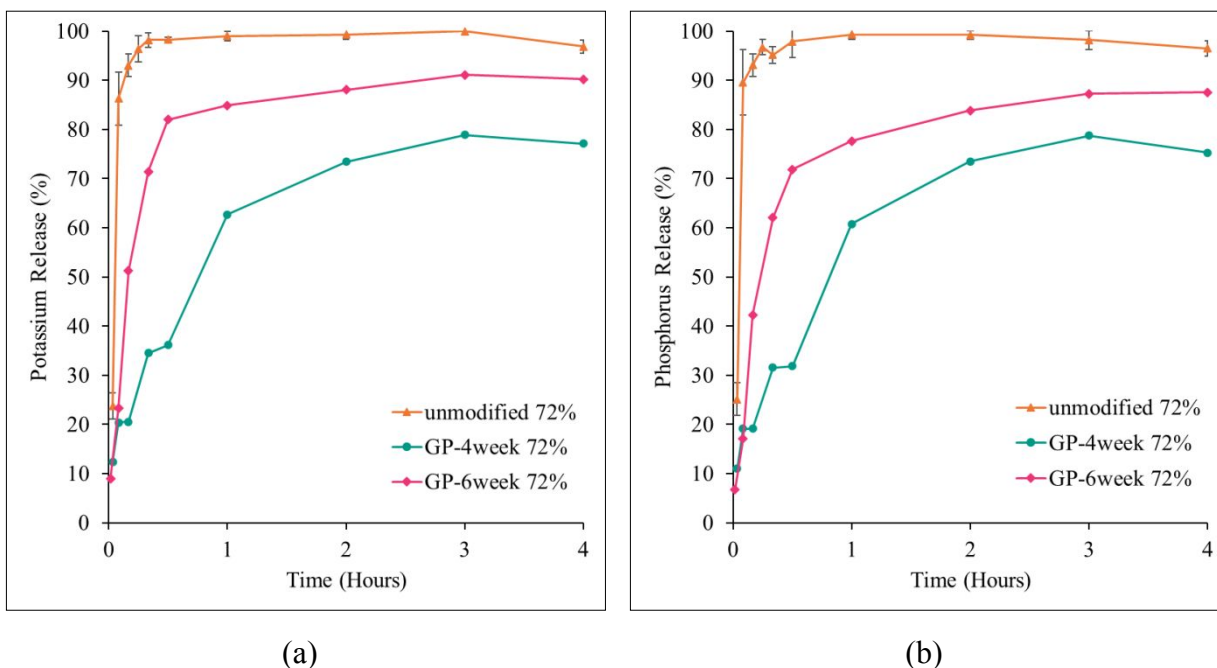 100
90
80
70
60
50
40
30
20
10
0
Potassium Release (%)
unmodified 72%
GP-4week 72%
GP-6week 72%
0 1 2 3 4
Time (Hours)
(a)
100
90
80
70
60
50
40
30
20
10
0
Phosphorus Release (%)
unmodified 72%
GP-4week 72%
GP-6week 72%
0 1 2 3 4
Time (Hours)
(b)